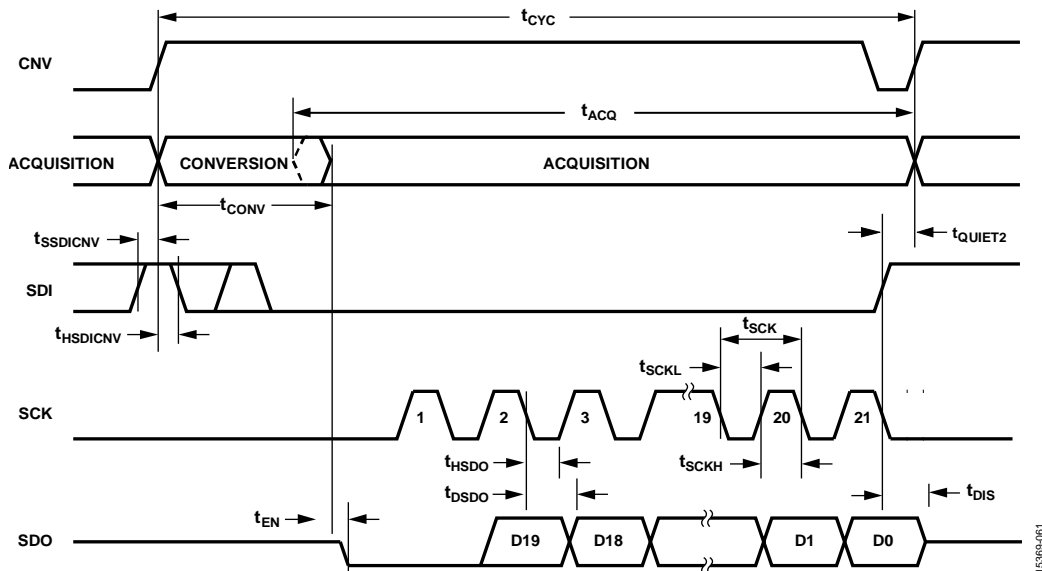 tCYC
CNV
tACQ
ACQUISITION
CONVERSION
ACQUISITION
tCONV
tSSDICNV
tQUIET2
SDI
tHSDICNV
tSCK
tSCKL
SCK
1
2
3
19
20
21
tHSDO
tSCKH
tDSDO
tDIS
tEN
SDO
D19
D18
D1
D0
15369-061